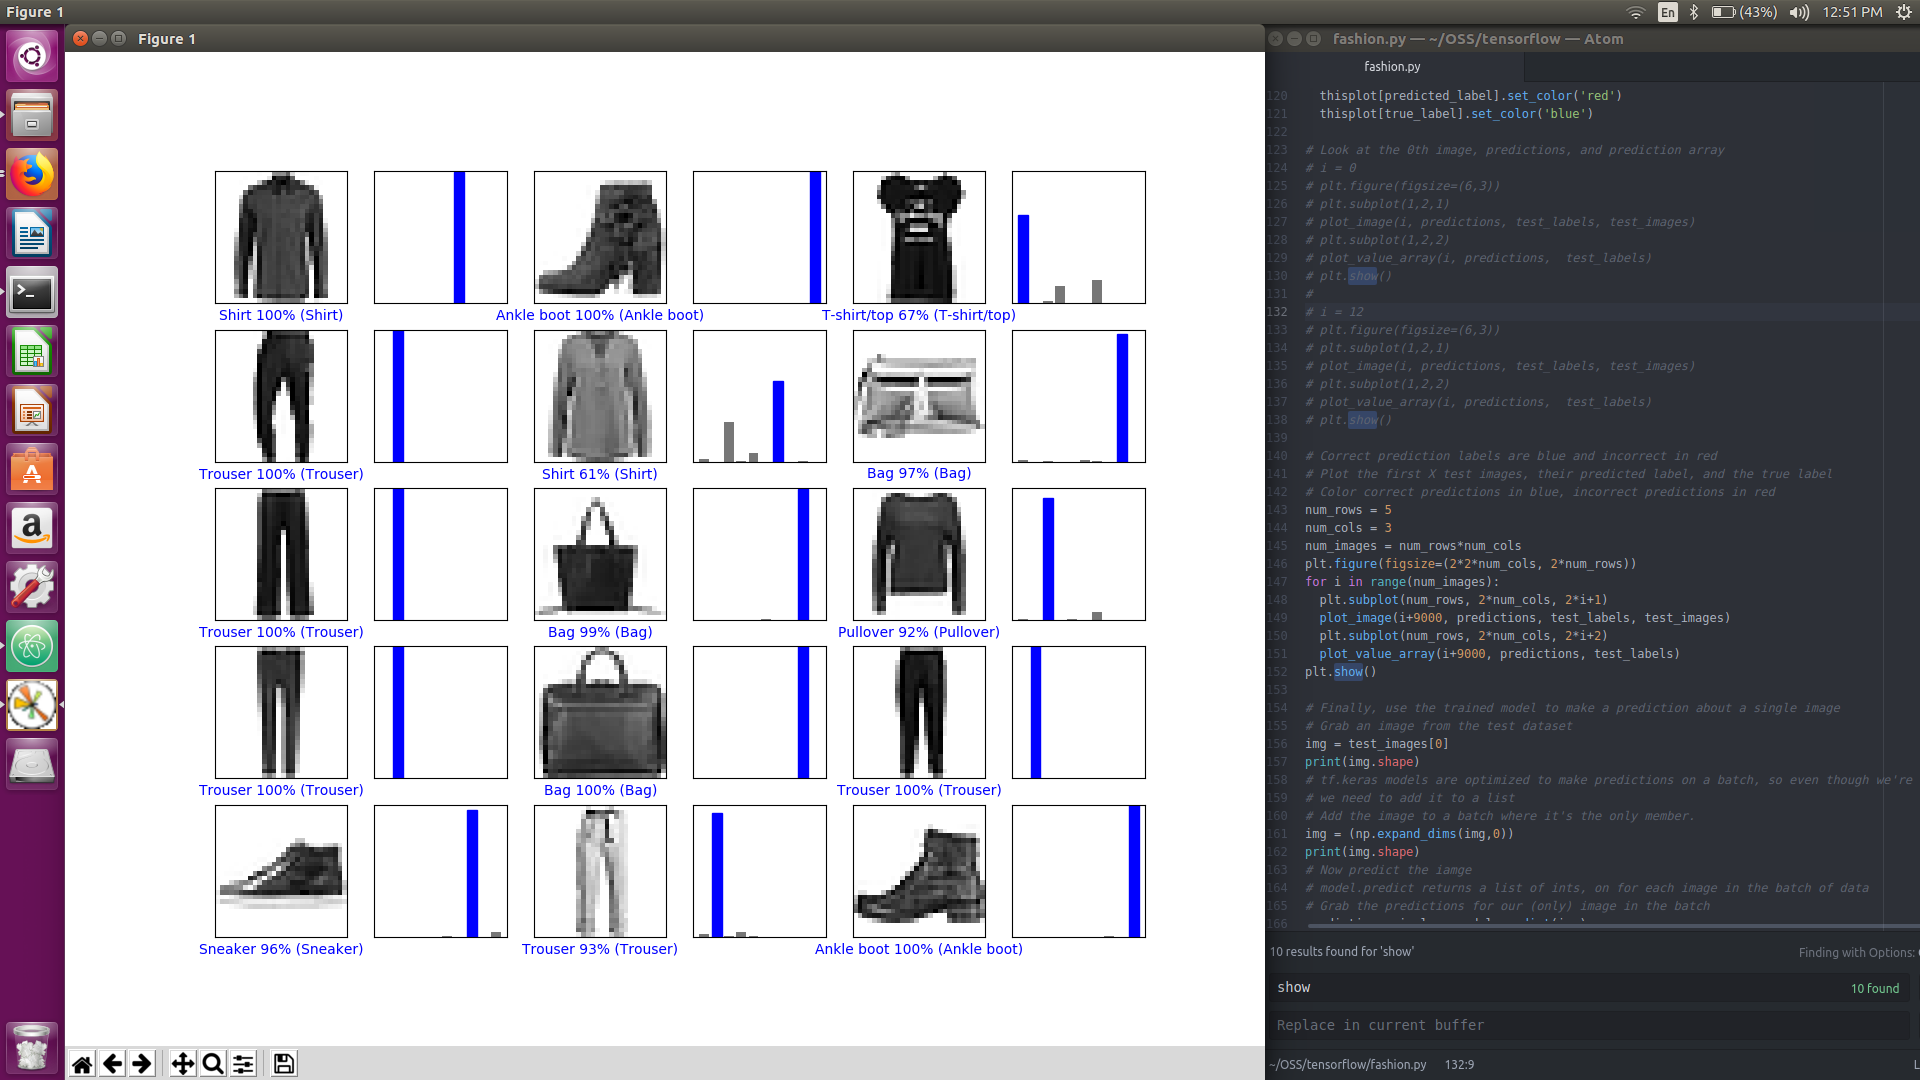 Figure 1
En
(43%)
12:51 PM
Figure 1
Shirt 100% (Shirt)
Ankle boot 100% (Ankle boot)
T-shirt/top 67% (T-shirt/top)
Trouser 100% (Trouser)
Shirt 61% (Shirt)
Bag 97% (Bag)
Trouser 100% (Trouser)
Bag 99% (Bag)
Pullover 92% (Pullover)
Trouser 100% (Trouser)
Bag 100% (Bag)
Trouser 100% (Trouser)
Sneaker 96% (Sneaker)
Trouser 93% (Trouser)
Ankle boot 100% (Ankle boot)
fashion.py — ~/OSS/tensorflow — Atom
fashion.py
120 thisplot[predicted_label].set_color('red')
121 thisplot[true_label].set_color('blue')
122
123 # Look at the 0th image, predictions, and prediction array
124 # i = 0
125 # plt.figure(figsize=(6,3))
126 # plt.subplot(1,2,1)
127 # plot_image(i, predictions, test_labels, test_images)
128 # plt.subplot(1,2,2)
129 # plot_value_array(i, predictions,  test_labels)
130 # plt.show()
131 #
132 # i = 12
133 # plt.figure(figsize=(6,3))
134 # plt.subplot(1,2,1)
135 # plot_image(i, predictions, test_labels, test_images)
136 # plt.subplot(1,2,2)
137 # plot_value_array(i, predictions,  test_labels)
138 # plt.show()
139
140 # Correct prediction labels are blue and incorrect in red
141 # Plot the first X test images, their predicted label, and the true label
142 # Color correct predictions in blue, incorrect predictions in red
143 num_rows = 5
144 num_cols = 3
145 num_images = num_rows*num_cols
146 plt.figure(figsize=(2*2*num_cols, 2*num_rows))
147 for i in range(num_images):
148 plt.subplot(num_rows, 2*num_cols, 2*i+1)
149 plot_image(i+9000, predictions, test_labels, test_images)
150 plt.subplot(num_rows, 2*num_cols, 2*i+2)
151 plot_value_array(i+9000, predictions, test_labels)
152 plt.show()
153
154 # Finally, use the trained model to make a prediction about a single image
155 # Grab an image from the test dataset
156 img = test_images[0]
157 print(img.shape)
158 # tf.keras models are optimized to make predictions on a batch, so even though we're
159 # we need to add it to a list
160 # Add the image to a batch where it's the only member.
161 img = (np.expand_dims(img,0))
162 print(img.shape)
163 # Now predict the iamge
164 # model.predict returns a list of ints, on for each image in the batch of data
165 # Grab the predictions for our (only) image in the batch
166
10 results found for 'show'
Finding with Options:
show
10 found
Replace in current buffer
~/OSS/tensorflow/fashion.py
132:9